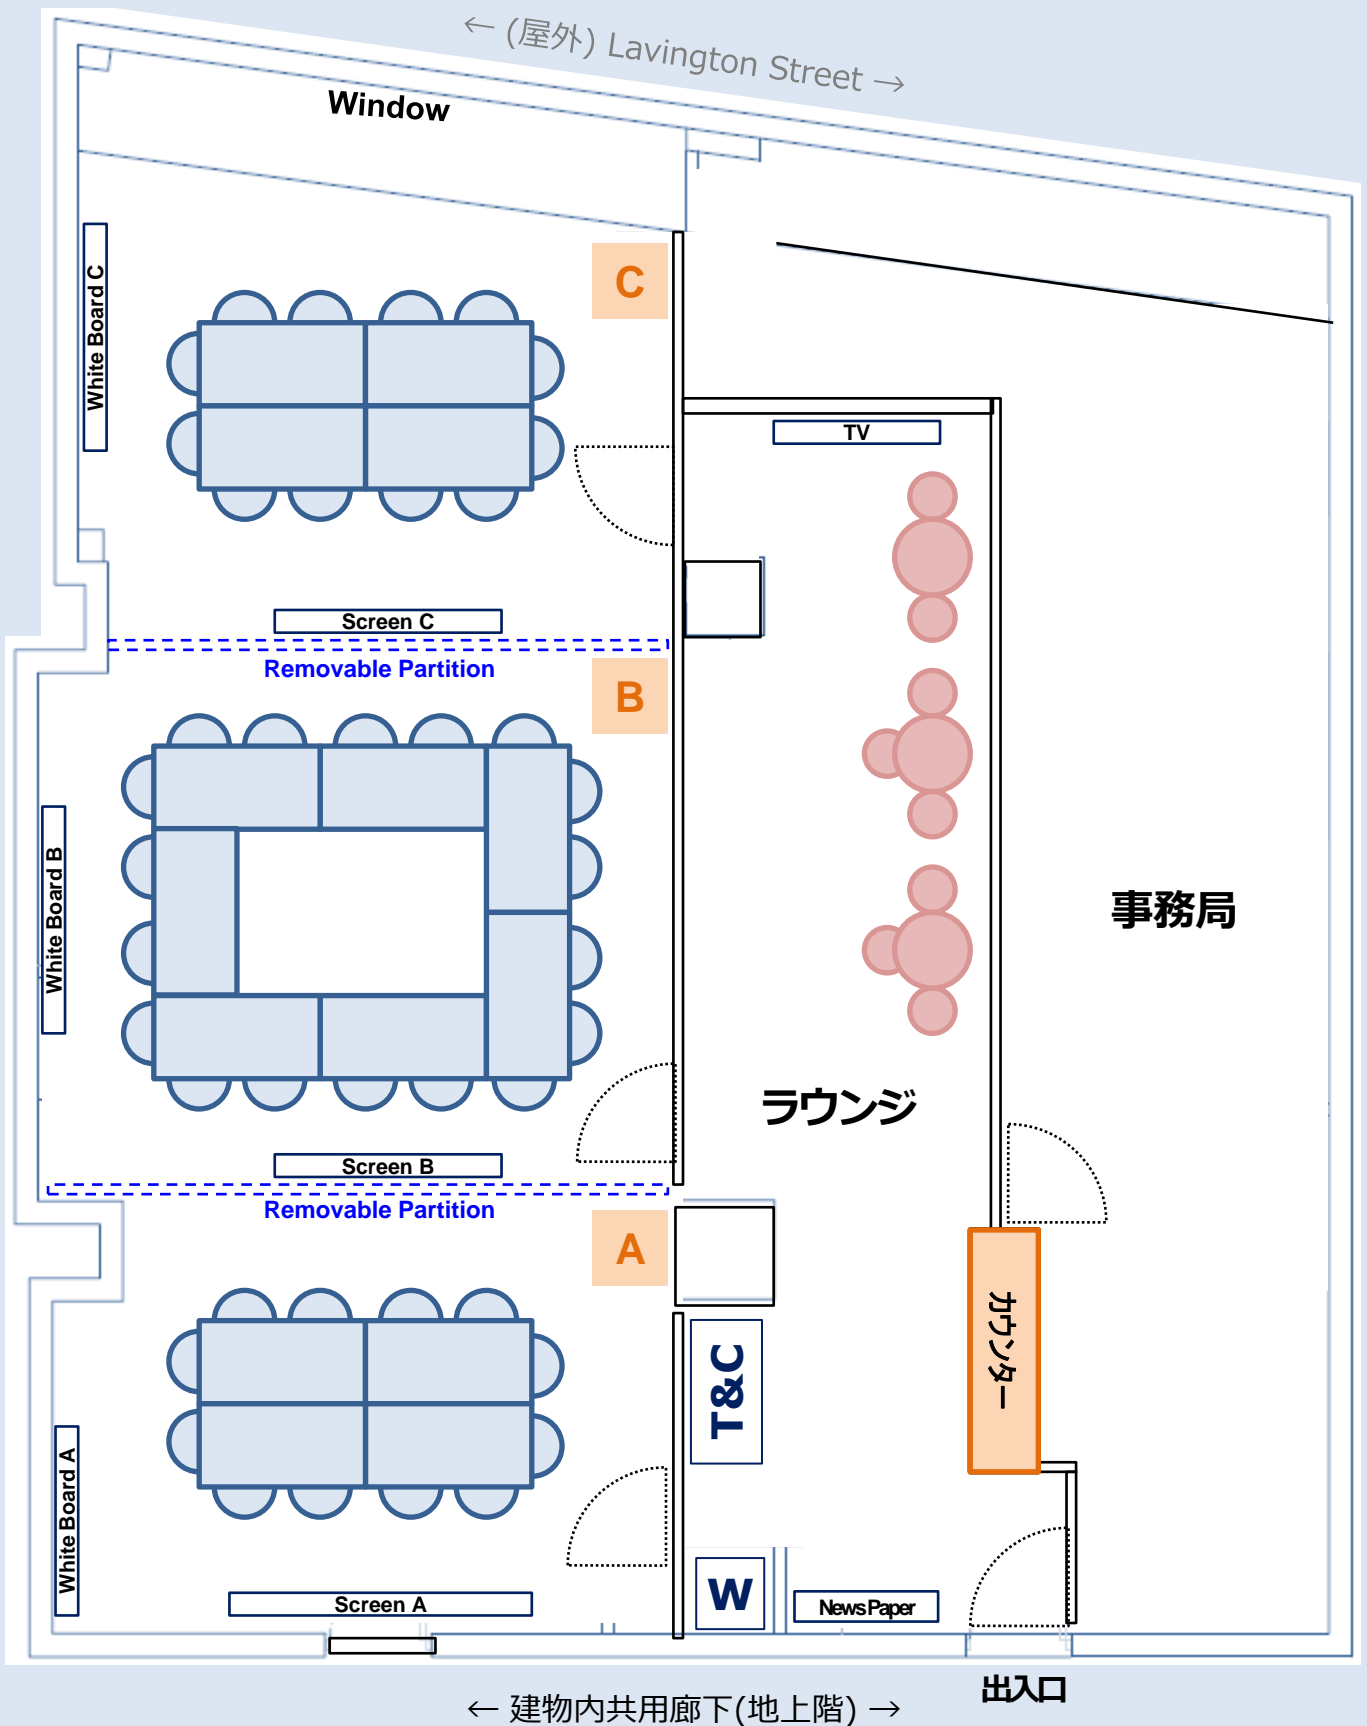 ← (屋外) Lavington Street →
Window
White Board C
C
TV
Screen C
Removable Partition
B
White Board B
事務局
ラウンジ
Screen B
Removable Partition
A
カウンター
T&C
White Board A
Screen A
W
News Paper
出入口
← 建物内共用廊下(地上階) →